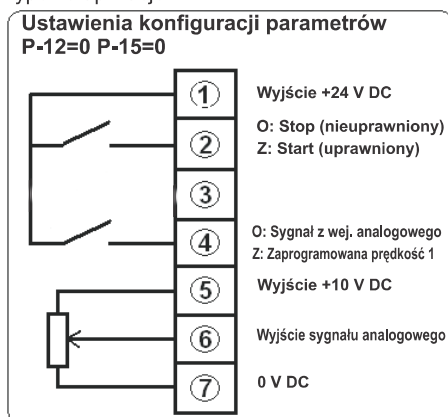 Ustawienia konfiguracji parametrów
P-12=0 P-15=0
1 Wyjście +24 V DC
2 O: Stop (nieuprawniony)
Z: Start (uprawniony)
3
4 O: Sygnał z wej. analogowego
Z: Zaprogramowana prędkość 1
5 Wyjście +10 V DC
6 Wyjście sygnału analogowego
7 0 V DC